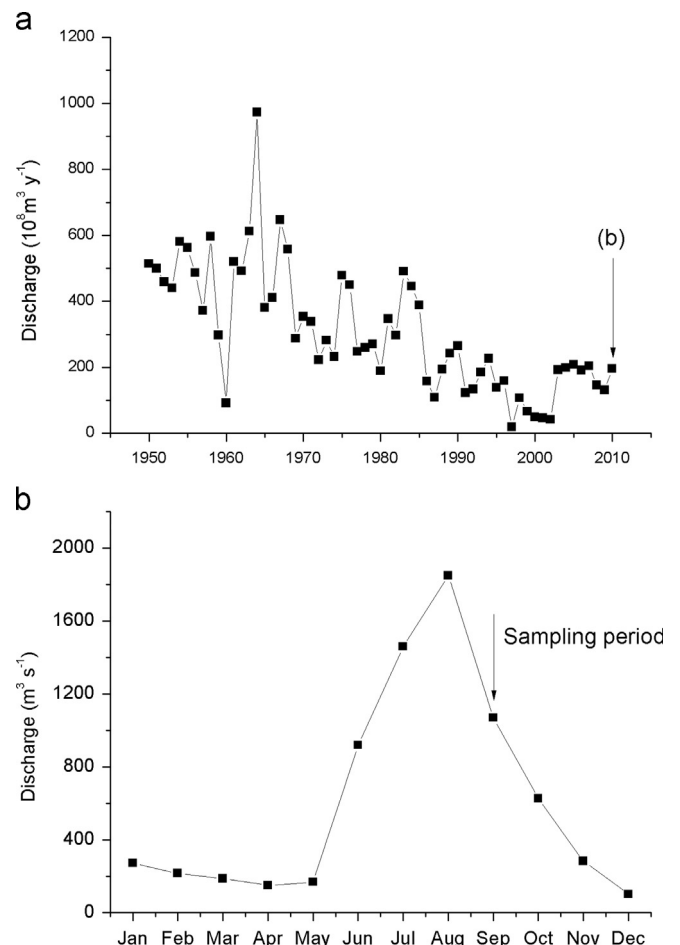 a
1200
1000
800
600
400
200
0
Discharge (10⁸m³ y⁻¹)
(b)
1950 1960 1970 1980 1990 2000 2010
b
2000
1600
1200
800
400
0
Discharge (m³ s⁻¹)
Sampling period
Jan Feb Mar Apr May Jun Jul Aug Sep Oct Nov Dec